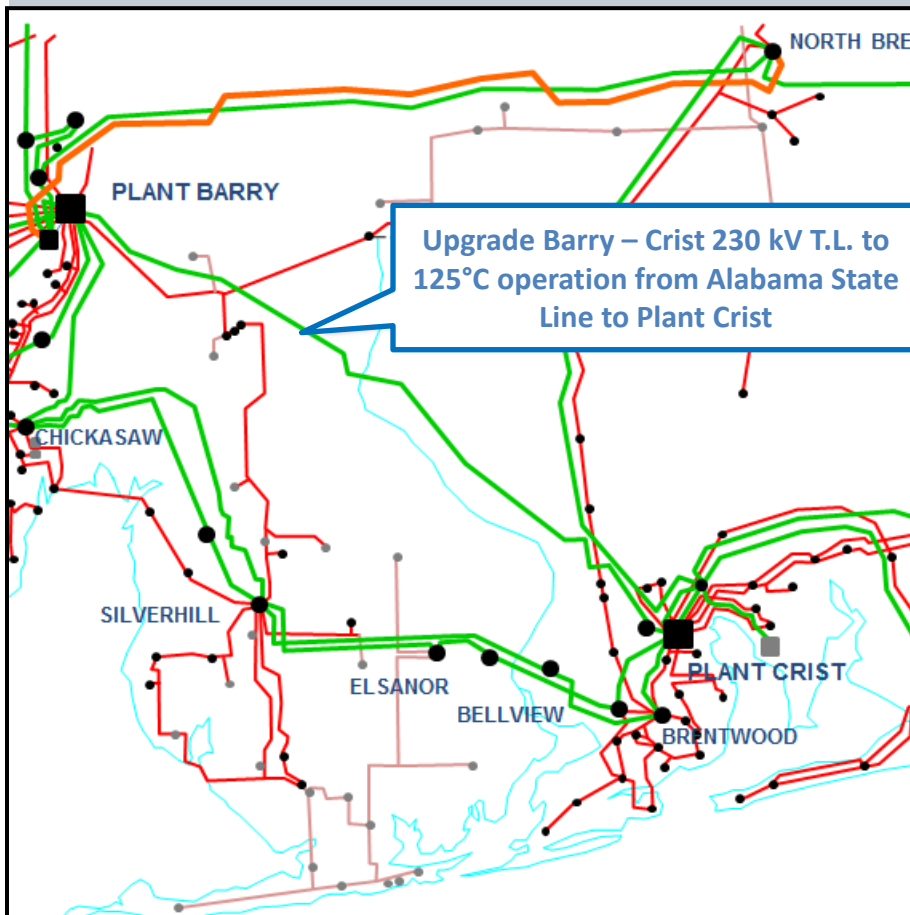 NORTH BRE
PLANT BARRY
Upgrade Barry – Crist 230 kV T.L. to
125°C operation from Alabama State
Line to Plant Crist
CHICKASAW
SILVERHILL
ELSANOR
PLANT CRIST
BELLVIEW
BRENTWOOD